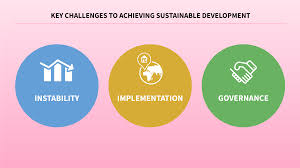 KEY CHALLENGES TO ACHIEVING SUSTAINABLE DEVELOPMENT
INSTABILITY
IMPLEMENTATION
GOVERNANCE